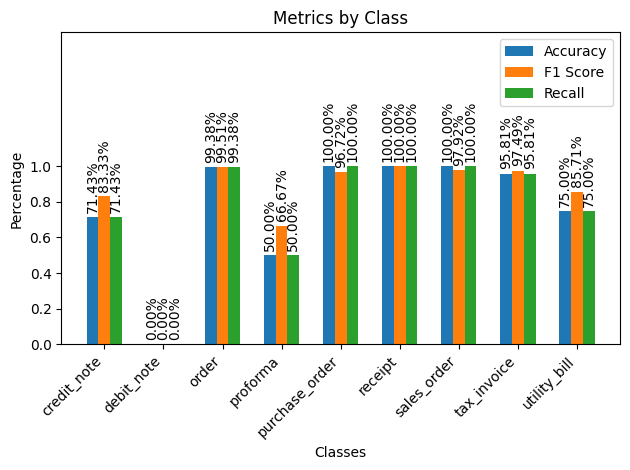 Metrics by Class
Accuracy
F1 Score
Recall
Percentage
1.0
0.8
0.6
0.4
0.2
0.0
71.43%
83.33%
71.43%
0.00%
0.00%
0.00%
99.38%
99.51%
99.38%
50.00%
66.67%
50.00%
100.00%
96.72%
100.00%
100.00%
100.00%
100.00%
100.00%
97.92%
100.00%
95.81%
97.49%
95.81%
75.00%
85.71%
75.00%
credit_note
debit_note
order
proforma
purchase_order
receipt
sales_order
tax_invoice
utility_bill
Classes